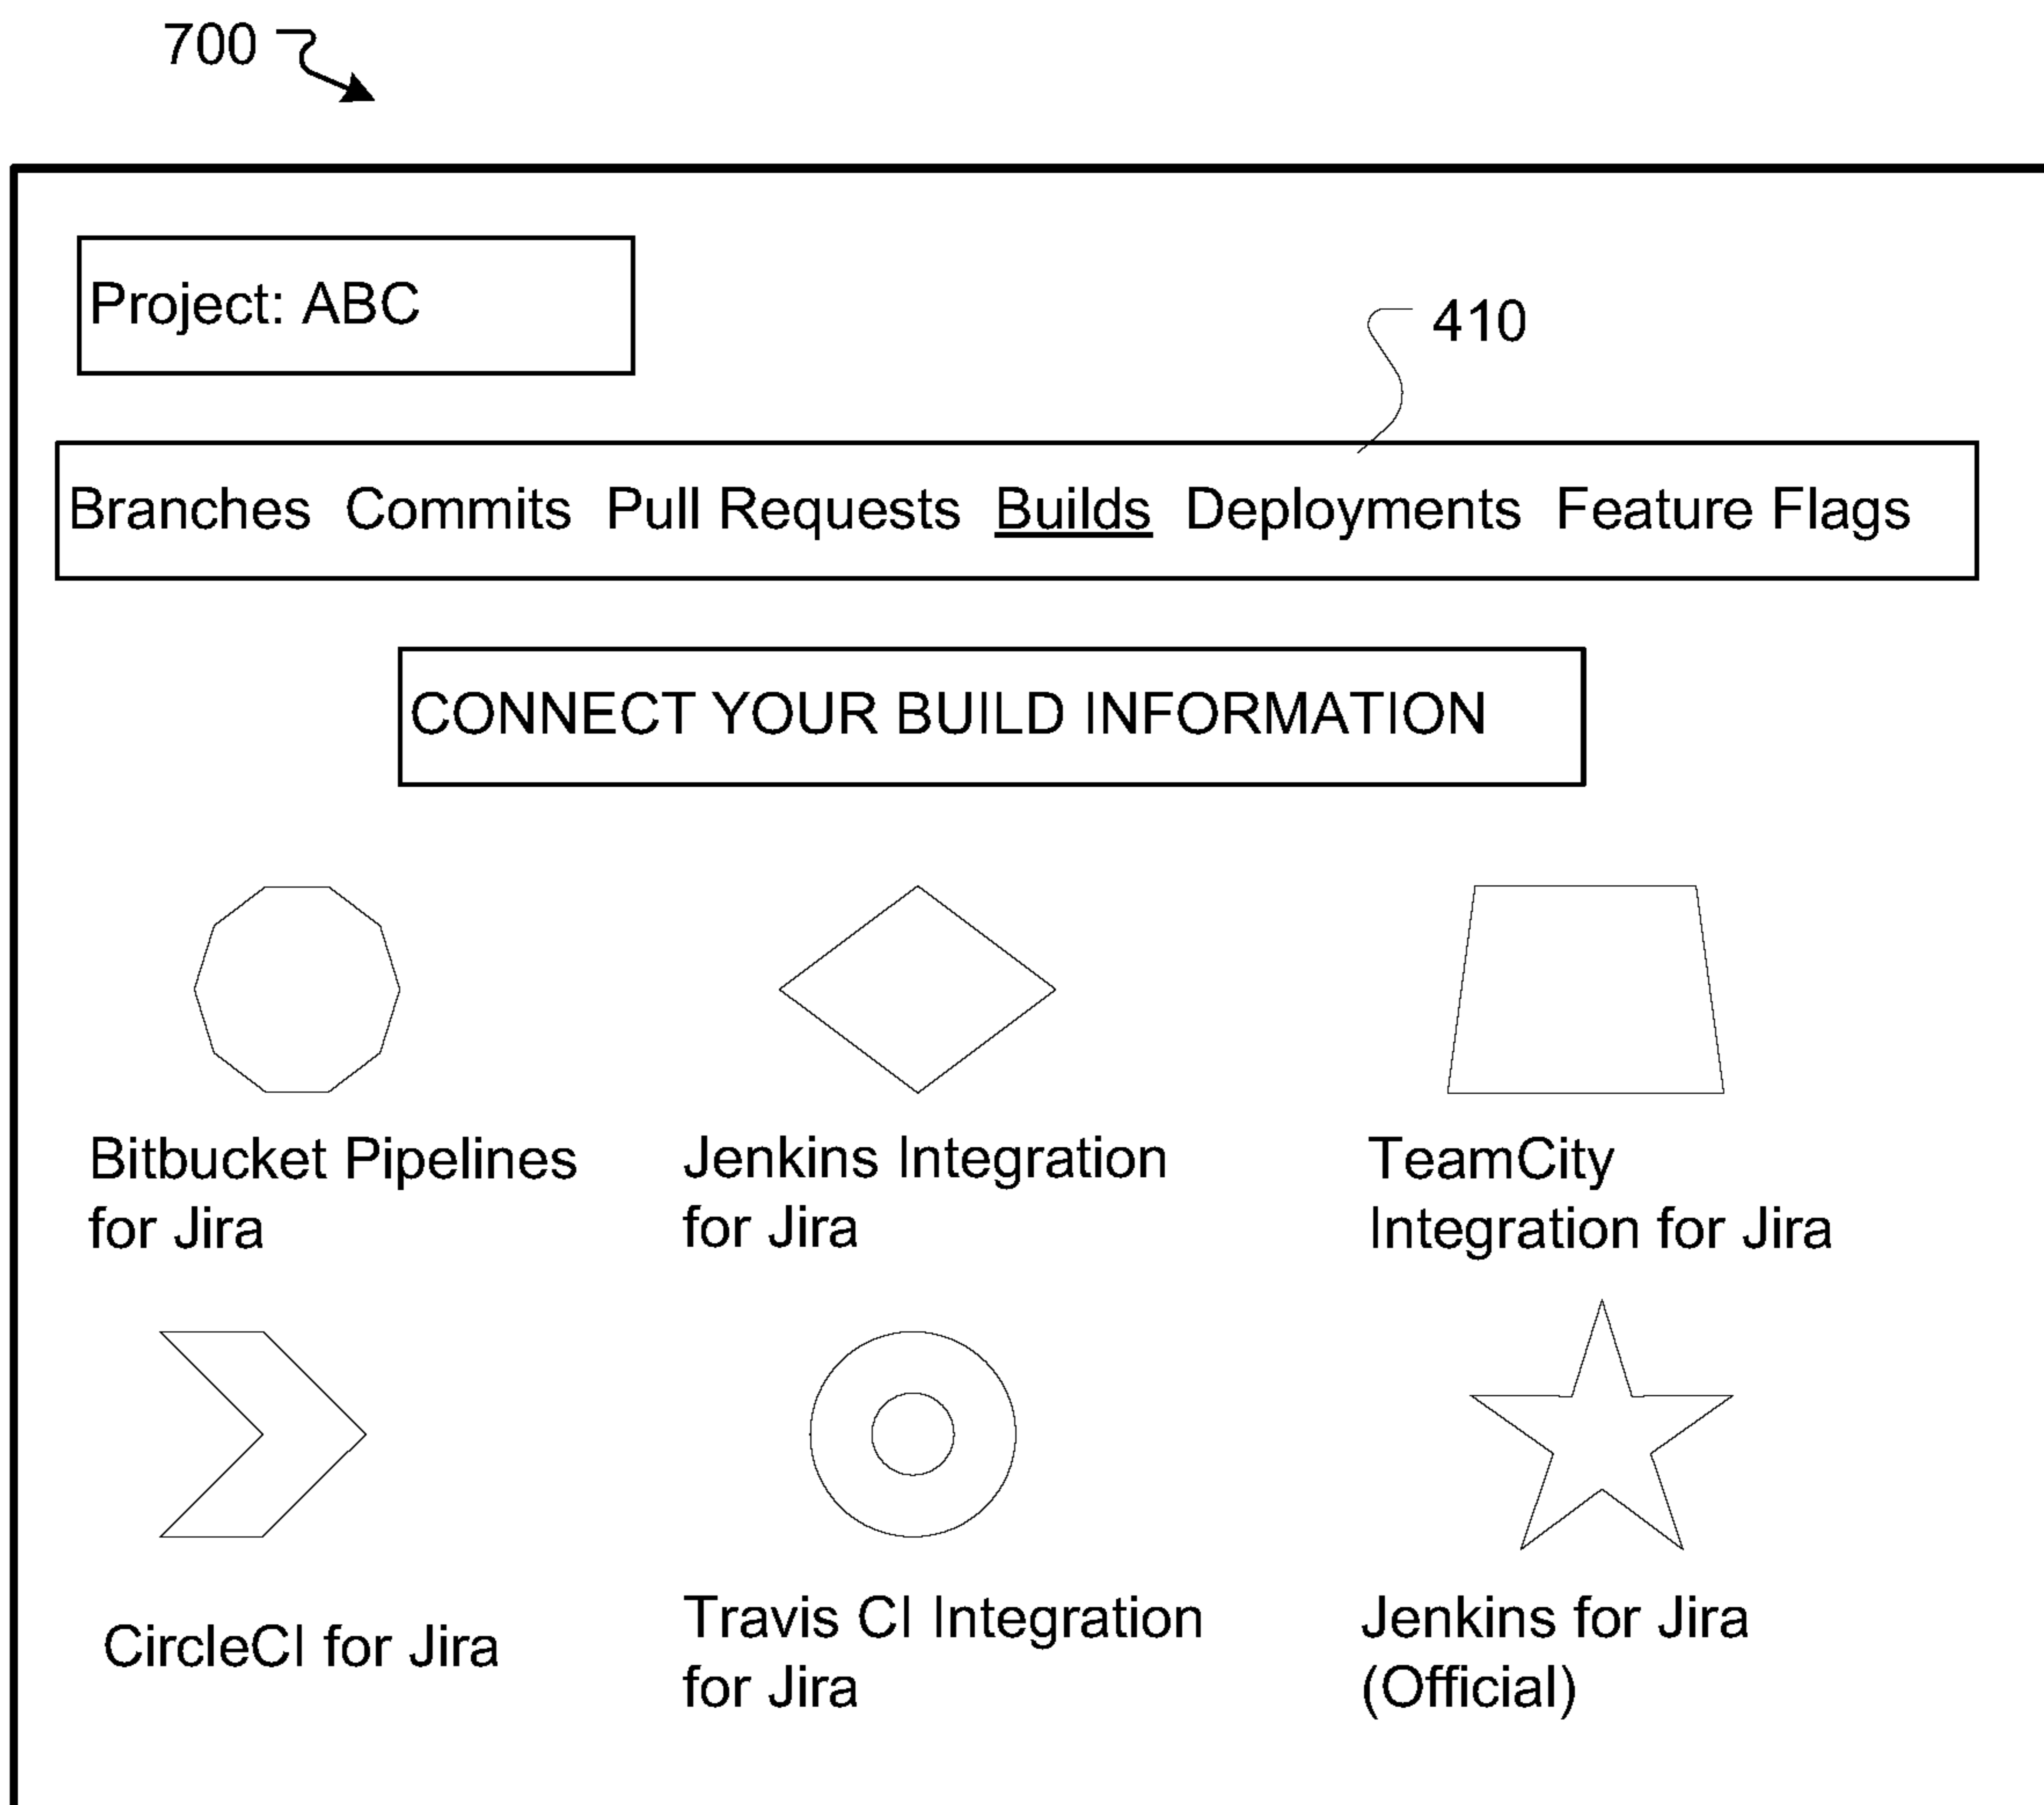 700
Project: ABC
410
Branches Commits Pull Requests Builds Deployments Feature Flags
CONNECT YOUR BUILD INFORMATION
Bitbucket Pipelines
for Jira
Jenkins Integration
for Jira
TeamCity
Integration for Jira
CircleCI for Jira
Travis CI Integration
for Jira
Jenkins for Jira
(Official)